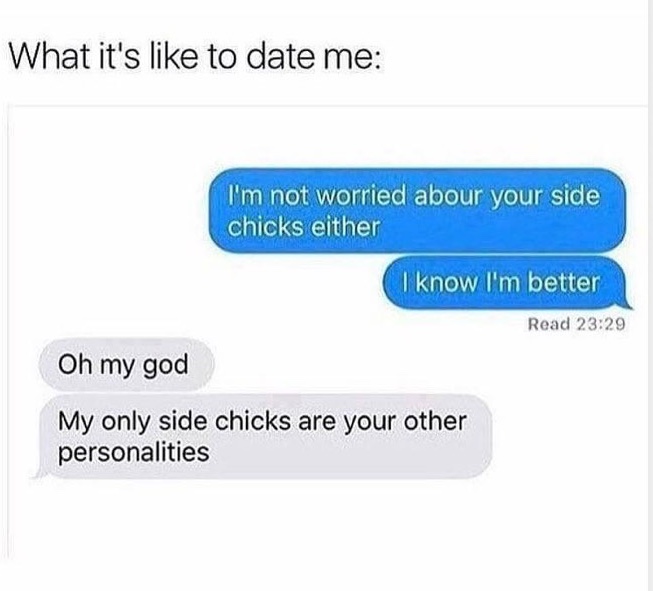 What it's like to date me:
I'm not worried abour your side
chicks either
I know I'm better
Read 23:29
Oh my god
My only side chicks are your other
personalities